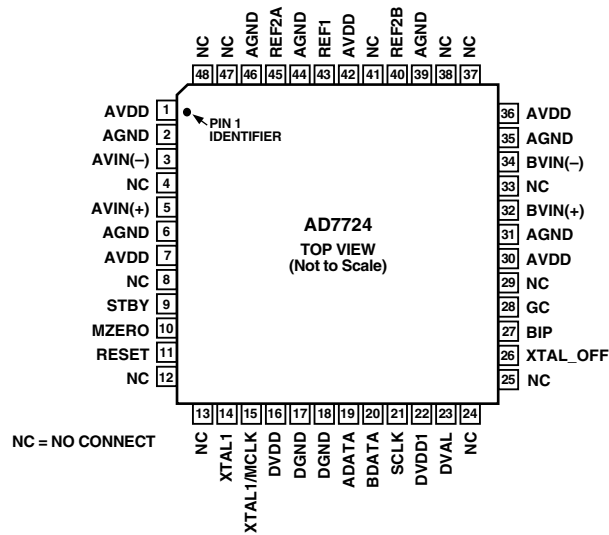 NC
NC
AGND
REF2A
AGND
REF1
AVDD
NC
REF2B
AGND
NC
NC
48 47 46 45 44 43 42 41 40 39 38 37
AVDD 1
AGND 2
AVIN(–) 3
NC 4
AVIN(+) 5
AGND 6
AVDD 7
NC 8
STBY 9
MZERO 10
RESET 11
NC 12
PIN 1
IDENTIFIER
AD7724
TOP VIEW
(Not to Scale)
36 AVDD
35 AGND
34 BVIN(–)
33 NC
32 BVIN(+)
31 AGND
30 AVDD
29 NC
28 GC
27 BIP
26 XTAL_OFF
25 NC
13 14 15 16 17 18 19 20 21 22 23 24
NC
XTAL1
XTAL1/MCLK
DVDD
DGND
DGND
ADATA
BDATA
SCLK
DVDD1
DVAL
NC
NC = NO CONNECT